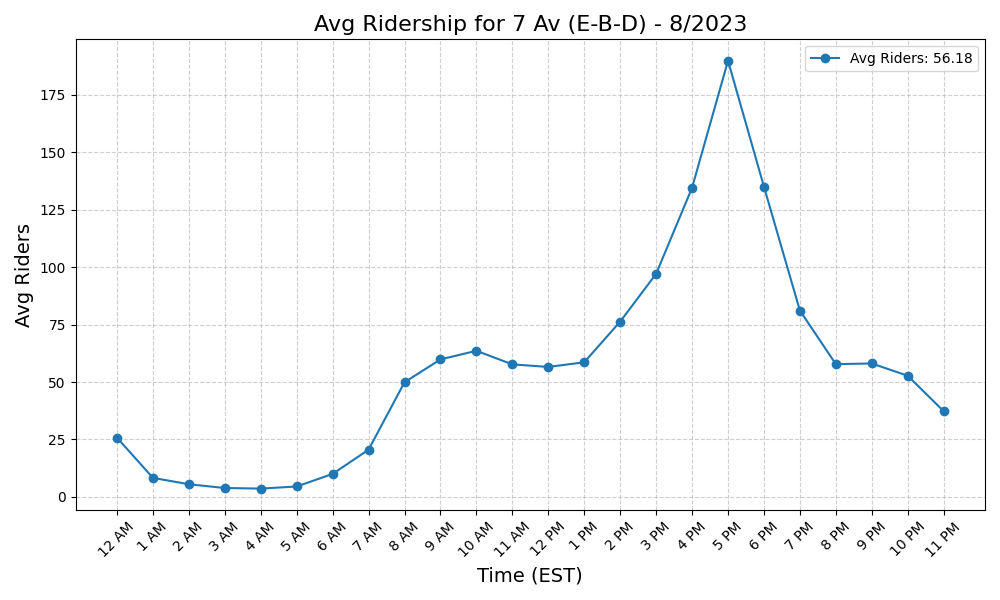 Avg Ridership for 7 Av (E-B-D) - 8/2023
Avg Riders: 56.18
Avg Riders
175
150
125
100
75
50
25
0
12 AM
1 AM
2 AM
3 AM
4 AM
5 AM
6 AM
7 AM
8 AM
9 AM
10 AM
11 AM
12 PM
1 PM
2 PM
3 PM
4 PM
5 PM
6 PM
7 PM
8 PM
9 PM
10 PM
11 PM
Time (EST)